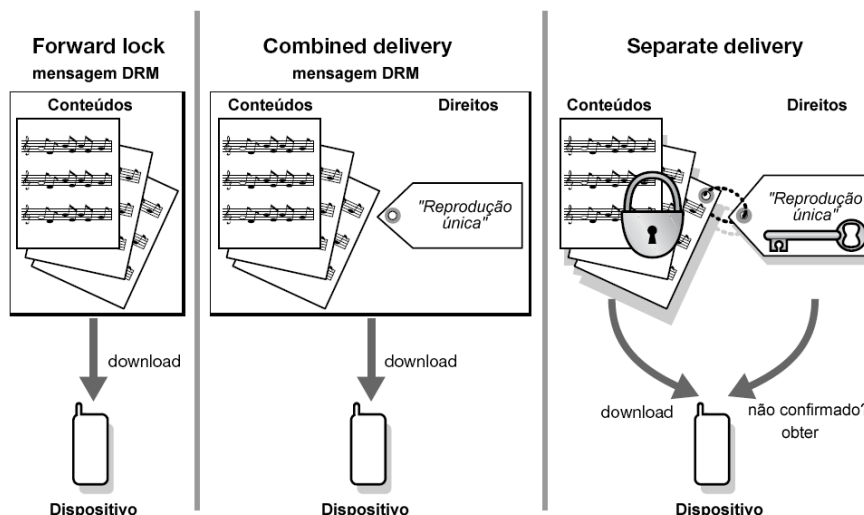 Forward lock
mensagem DRM
Conteúdos
download
Dispositivo
Combined delivery
mensagem DRM
Conteúdos
Direitos
"Reprodução
única"
download
Dispositivo
Separate delivery
Conteúdos
Direitos
"Reprodução
única"
download
não confirmado?
obter
Dispositivo